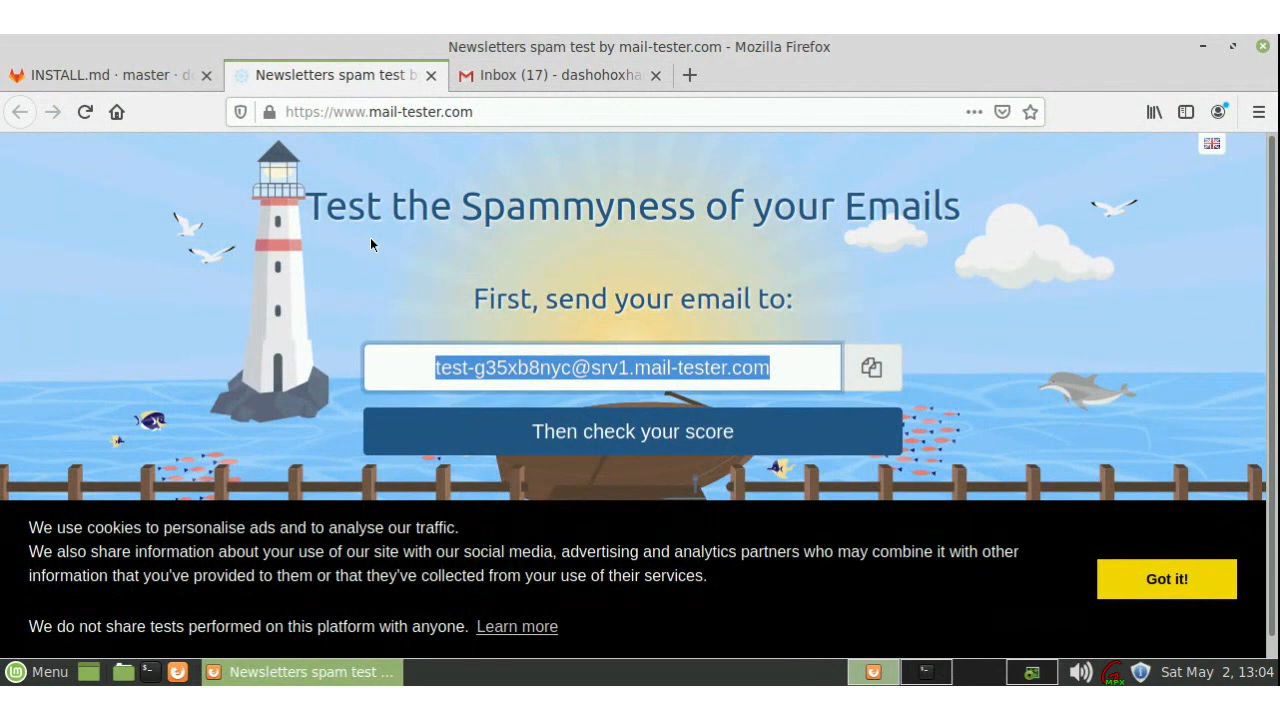 Newsletters spam test by mail-tester.com - Mozilla Firefox
INSTALL.md · master · d
Newsletters spam test b
Inbox (17) - dashohoxha
https://www.mail-tester.com
Test the Spammyness of your Emails
First, send your email to:
test-g35xb8nyc@srv1.mail-tester.com
Then check your score
We use cookies to personalise ads and to analyse our traffic.
We also share information about your use of our site with our social media, advertising and analytics partners who may combine it with other
information that you've provided to them or that they've collected from your use of their services.
Got it!
We do not share tests performed on this platform with anyone. Learn more
Menu
Newsletters spam test ...
MPX
Sat May 2, 13:04